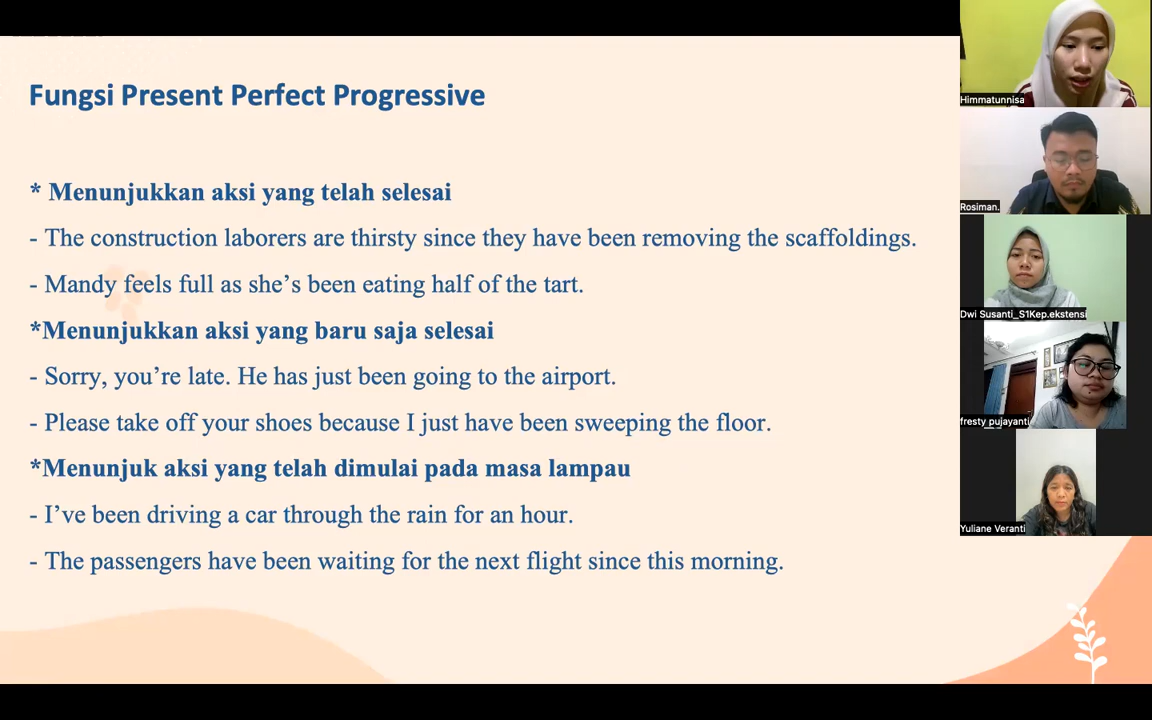 Fungsi Present Perfect Progressive
* Menunjukkan aksi yang telah selesai
- The construction laborers are thirsty since they have been removing the scaffoldings.
- Mandy feels full as she’s been eating half of the tart.
*Menunjukkan aksi yang baru saja selesai
- Sorry, you’re late. He has just been going to the airport.
- Please take off your shoes because I just have been sweeping the floor.
*Menunjuk aksi yang telah dimulai pada masa lampau
- I’ve been driving a car through the rain for an hour.
- The passengers have been waiting for the next flight since this morning.
Himmatunnisa
Rosiman.
Dwi Susanti_S1Kep.ekstensi
fresty pujayanti
Yuliane Veranti